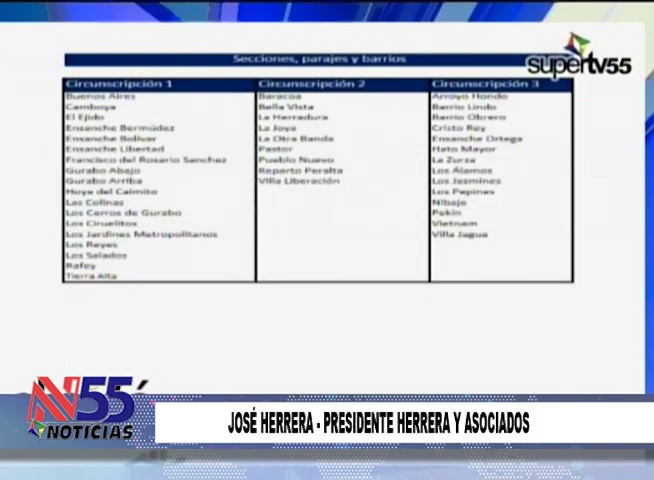 Secciones, parajes y barrios
supertv55
Circunscripción 1
Buenos Aires
Camboya
El Ejido
Ensanche Bermúdez
Ensanche Bolívar
Ensanche Libertad
Francisco del Rosario Sanchez
Gurabo Abajo
Gurabo Arriba
Hoya del Caimito
Las Colinas
Los Cerros de Gurabo
Los Ciruelitos
Los Jardines Metropolitanos
Los Reyes
Los Salados
Rafey
Tierra Alta
Circunscripción 2
Baracoa
Bella Vista
La Herradura
La Joya
La Otra Banda
Pastor
Pueblo Nuevo
Reparto Peralta
Villa Liberación
Circunscripción 3
Arroyo Hondo
Barrio Lindo
Barrio Obrero
Cristo Rey
Ensanche Ortega
Hato Mayor
La Zurza
Los Álamos
Los Jazmines
Los Pepines
Nibaje
Pekín
Vietnam
Villa Jagua
N55
NOTICIAS
JOSÉ HERRERA - PRESIDENTE HERRERA Y ASOCIADOS